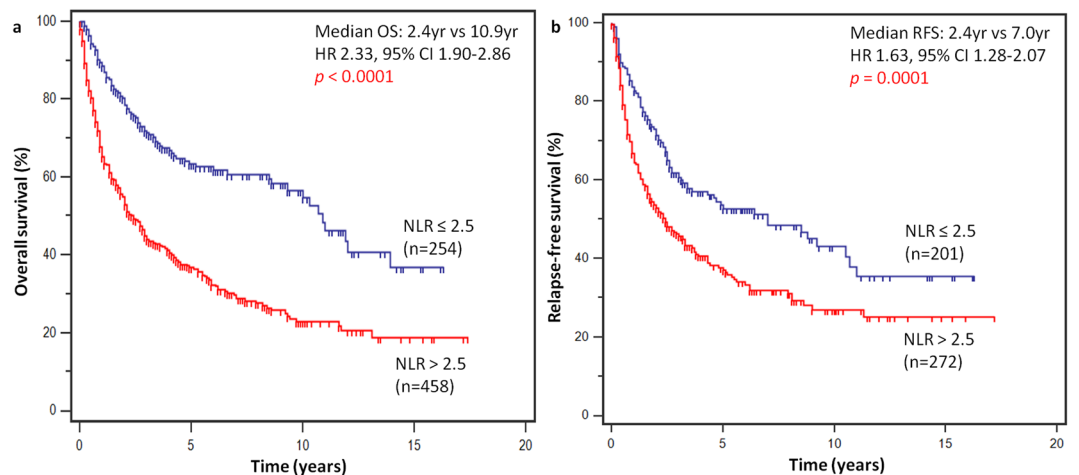 a
Median OS: 2.4yr vs 10.9yr
HR 2.33, 95% CI 1.90-2.86
p < 0.0001
Overall survival (%)
100
80
60
40
20
0
NLR ≤ 2.5
(n=254)
NLR > 2.5
(n=458)
0 5 10 15 20
Time (years)
b
Median RFS: 2.4yr vs 7.0yr
HR 1.63, 95% CI 1.28-2.07
p = 0.0001
Relapse-free survival (%)
100
80
60
40
20
0
NLR ≤ 2.5
(n=201)
NLR > 2.5
(n=272)
0 5 10 15 20
Time (years)